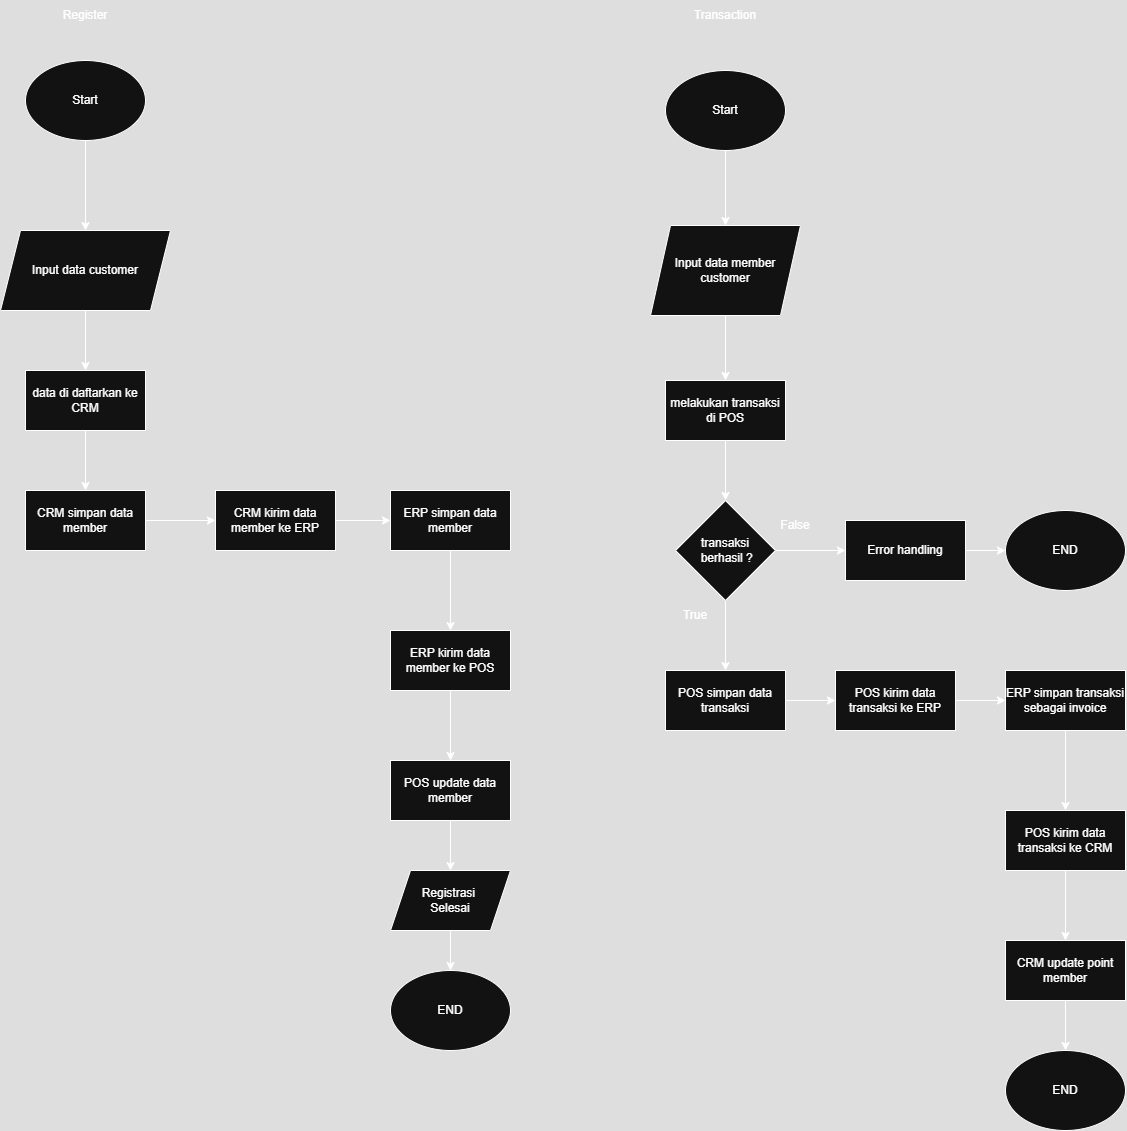 Register
Start
Input data customer
data di daftarkan ke
CRM
CRM simpan data
member
CRM kirim data
member ke ERP
ERP simpan data
member
ERP kirim data
member ke POS
POS update data
member
Registrasi
Selesai
END
Transaction
Start
Input data member
customer
melakukan transaksi
di POS
transaksi
berhasil ?
False
Error handling
END
True
POS simpan data
transaksi
POS kirim data
transaksi ke ERP
ERP simpan transaksi
sebagai invoice
POS kirim data
transaksi ke CRM
CRM update point
member
END